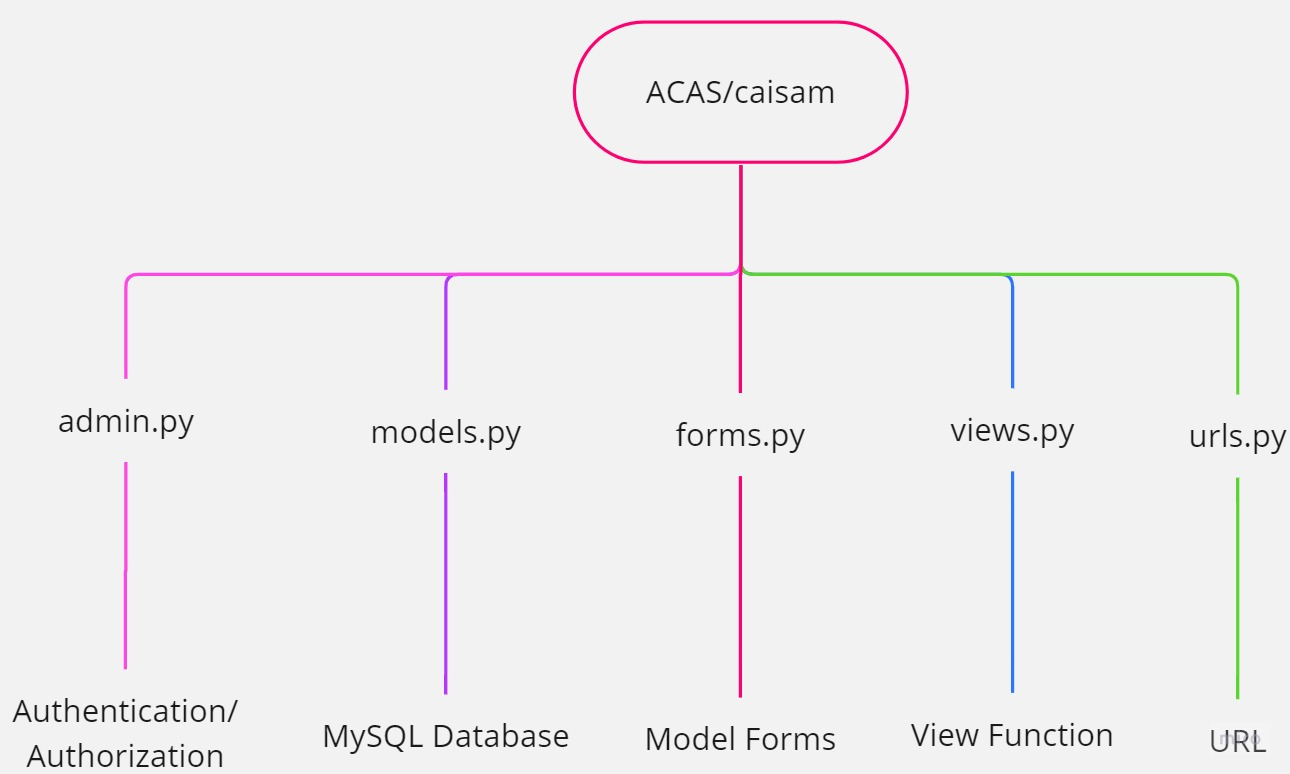 ACAS/caisam
admin.py
models.py
forms.py
views.py
urls.py
Authentication/
Authorization
MySQL Database
Model Forms
View Function
URL
miro